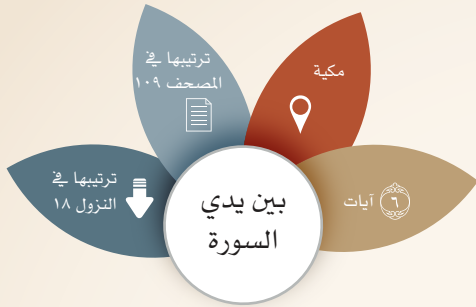 بين يدي
السورة
٦ آيات
مكية
ترتيبها في
المصحف ١٠٩
ترتيبها في
النزول ١٨